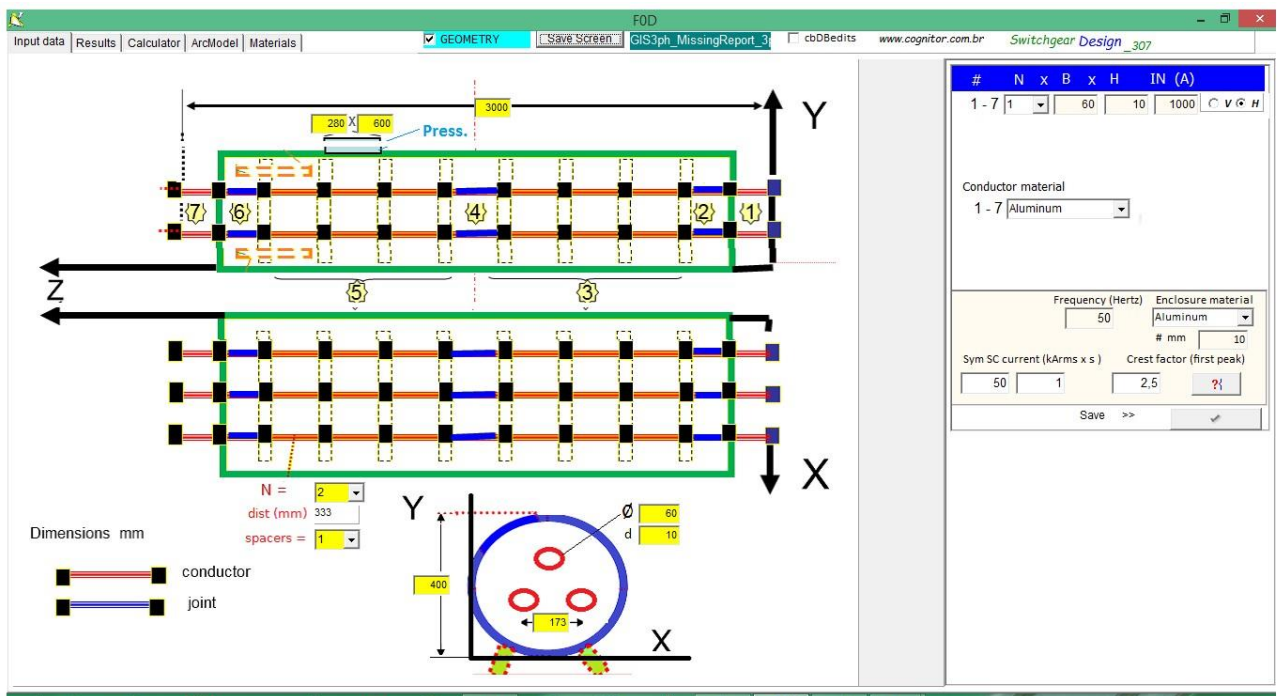 F0D
Input data Results Calculator ArcModel Materials
GEOMETRY Save Screen GIS3ph_MissingReport_3p cbDBedits www.cognitor.com.br Switchgear Design _307
# N x B x H IN (A)
1 - 7 1 60 10 1000 V H
Conductor material
1 - 7 Aluminum
Frequency (Hertz) Enclosure material
50 Aluminum
# mm 10
Sym SC current (kArms x s ) Crest factor (first peak)
50 1 2,5 ?{
Save >>
3000
Y
280 X 600
Press.
7 6 4 2 1
Z
5 3
X
N = 2
dist (mm) 333
spacers = 1
Dimensions mm
conductor
joint
Y
Ø 60
d 10
400
173
X